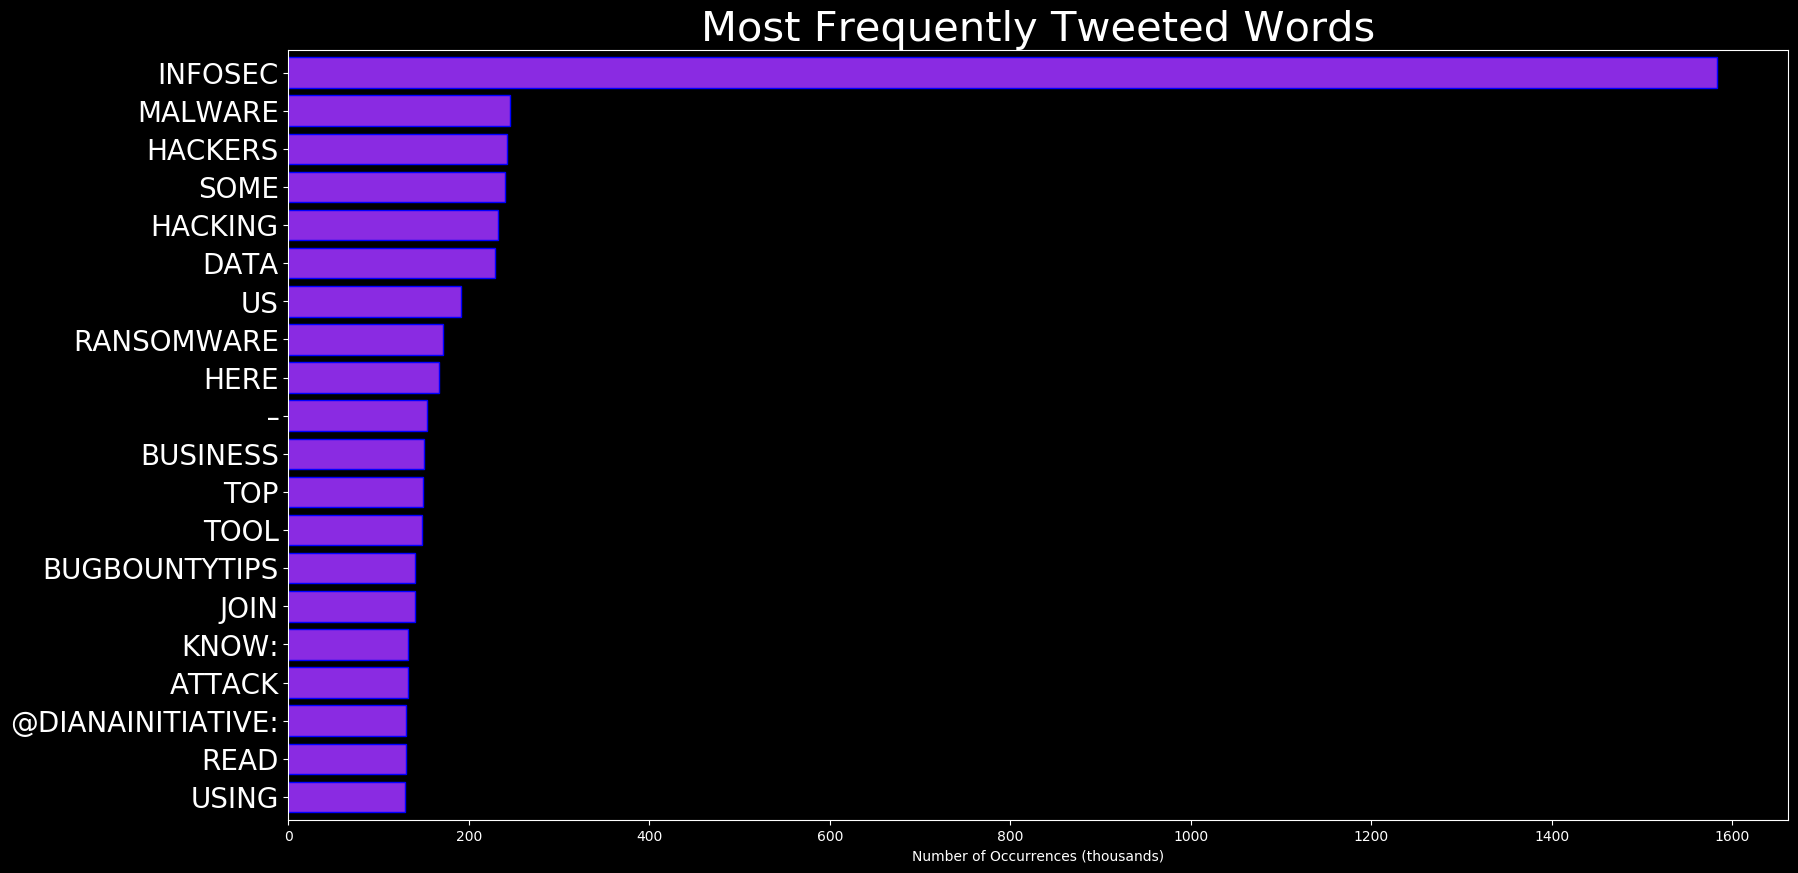 Most Frequently Tweeted Words
INFOSEC
MALWARE
HACKERS
SOME
HACKING
DATA
US
RANSOMWARE
HERE
–
BUSINESS
TOP
TOOL
BUGBOUNTYTIPS
JOIN
KNOW:
ATTACK
@DIANAINITIATIVE:
READ
USING
0 200 400 600 800 1000 1200 1400 1600
Number of Occurrences (thousands)